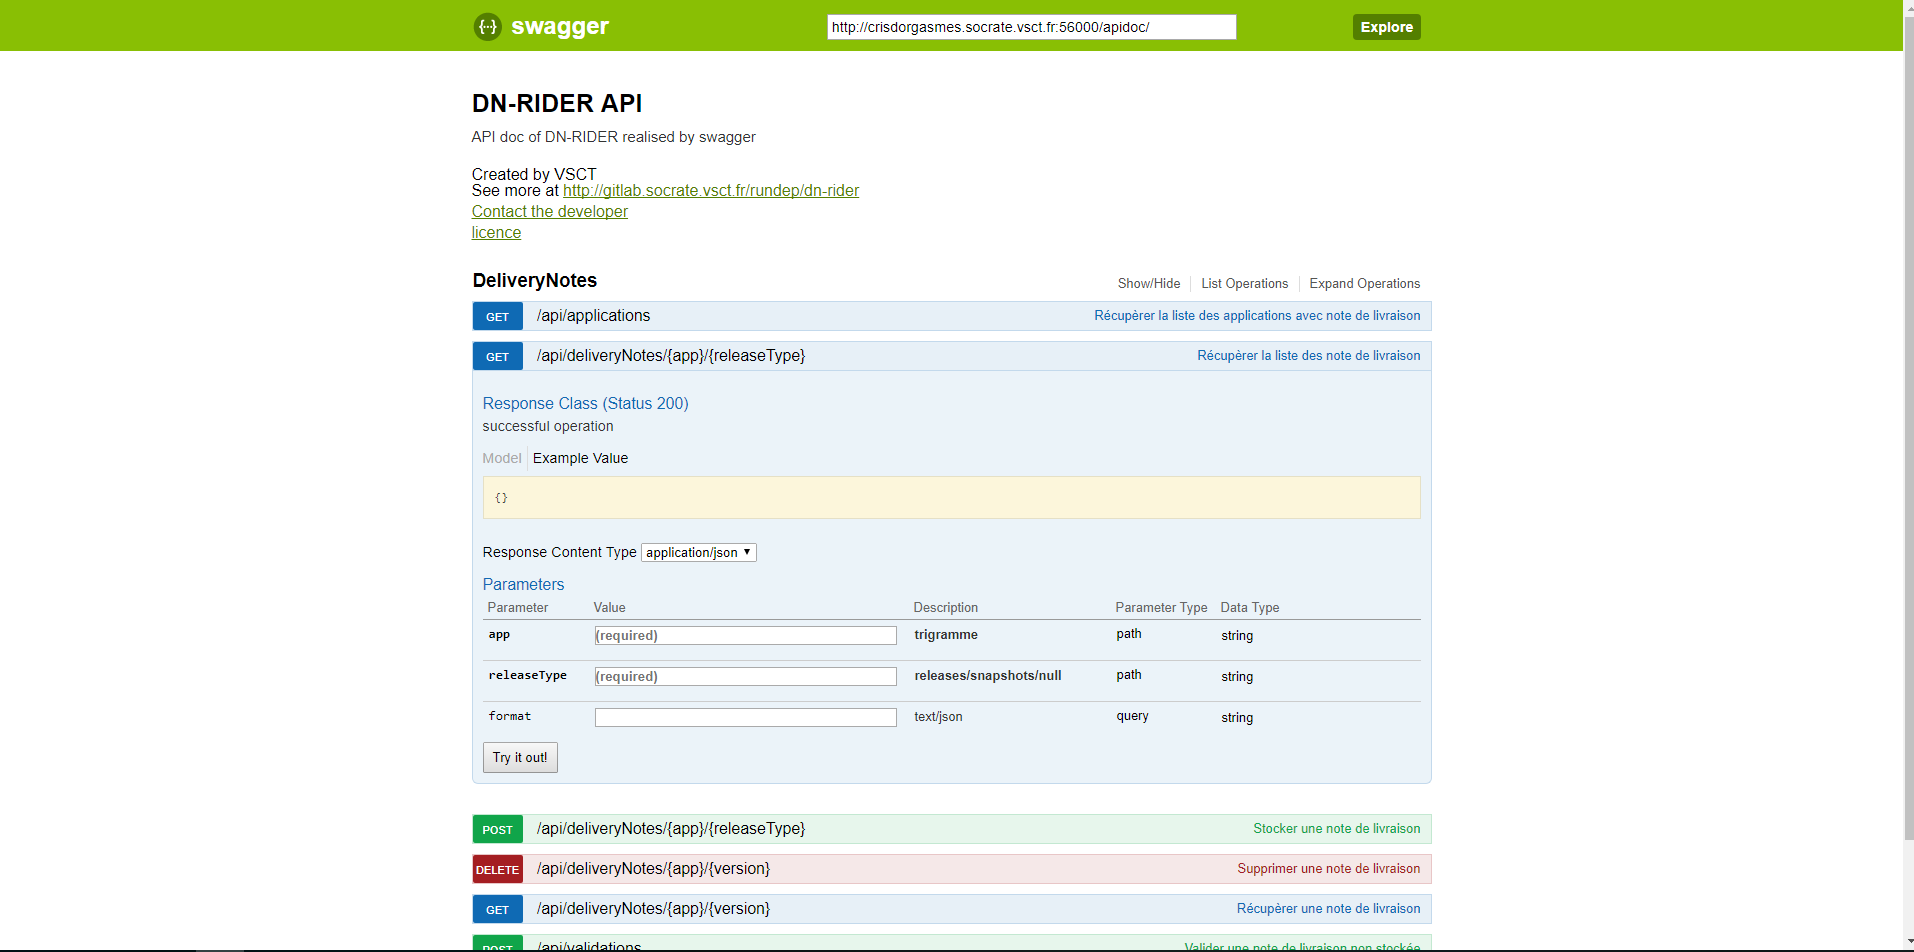 {···} swagger http://crisdorgasmes.socrate.vsct.fr:56000/apidoc/ Explore
DN-RIDER API
API doc of DN-RIDER realised by swagger
Created by VSCT
See more at http://gitlab.socrate.vsct.fr/rundep/dn-rider
Contact the developer
licence
DeliveryNotes Show/Hide List Operations Expand Operations
GET /api/applications Récupèrer la liste des applications avec note de livraison
GET /api/deliveryNotes/{app}/{releaseType} Récupèrer la liste des note de livraison
Response Class (Status 200)
successful operation
Model Example Value
{}
Response Content Type application/json
Parameters
Parameter Value Description Parameter Type Data Type
app (required) trigramme path string
releaseType (required) releases/snapshots/null path string
format text/json query string
Try it out!
POST /api/deliveryNotes/{app}/{releaseType} Stocker une note de livraison
DELETE /api/deliveryNotes/{app}/{version} Supprimer une note de livraison
GET /api/deliveryNotes/{app}/{version} Récupèrer une note de livraison
POST /api/validations Valider une note de livraison non stockée